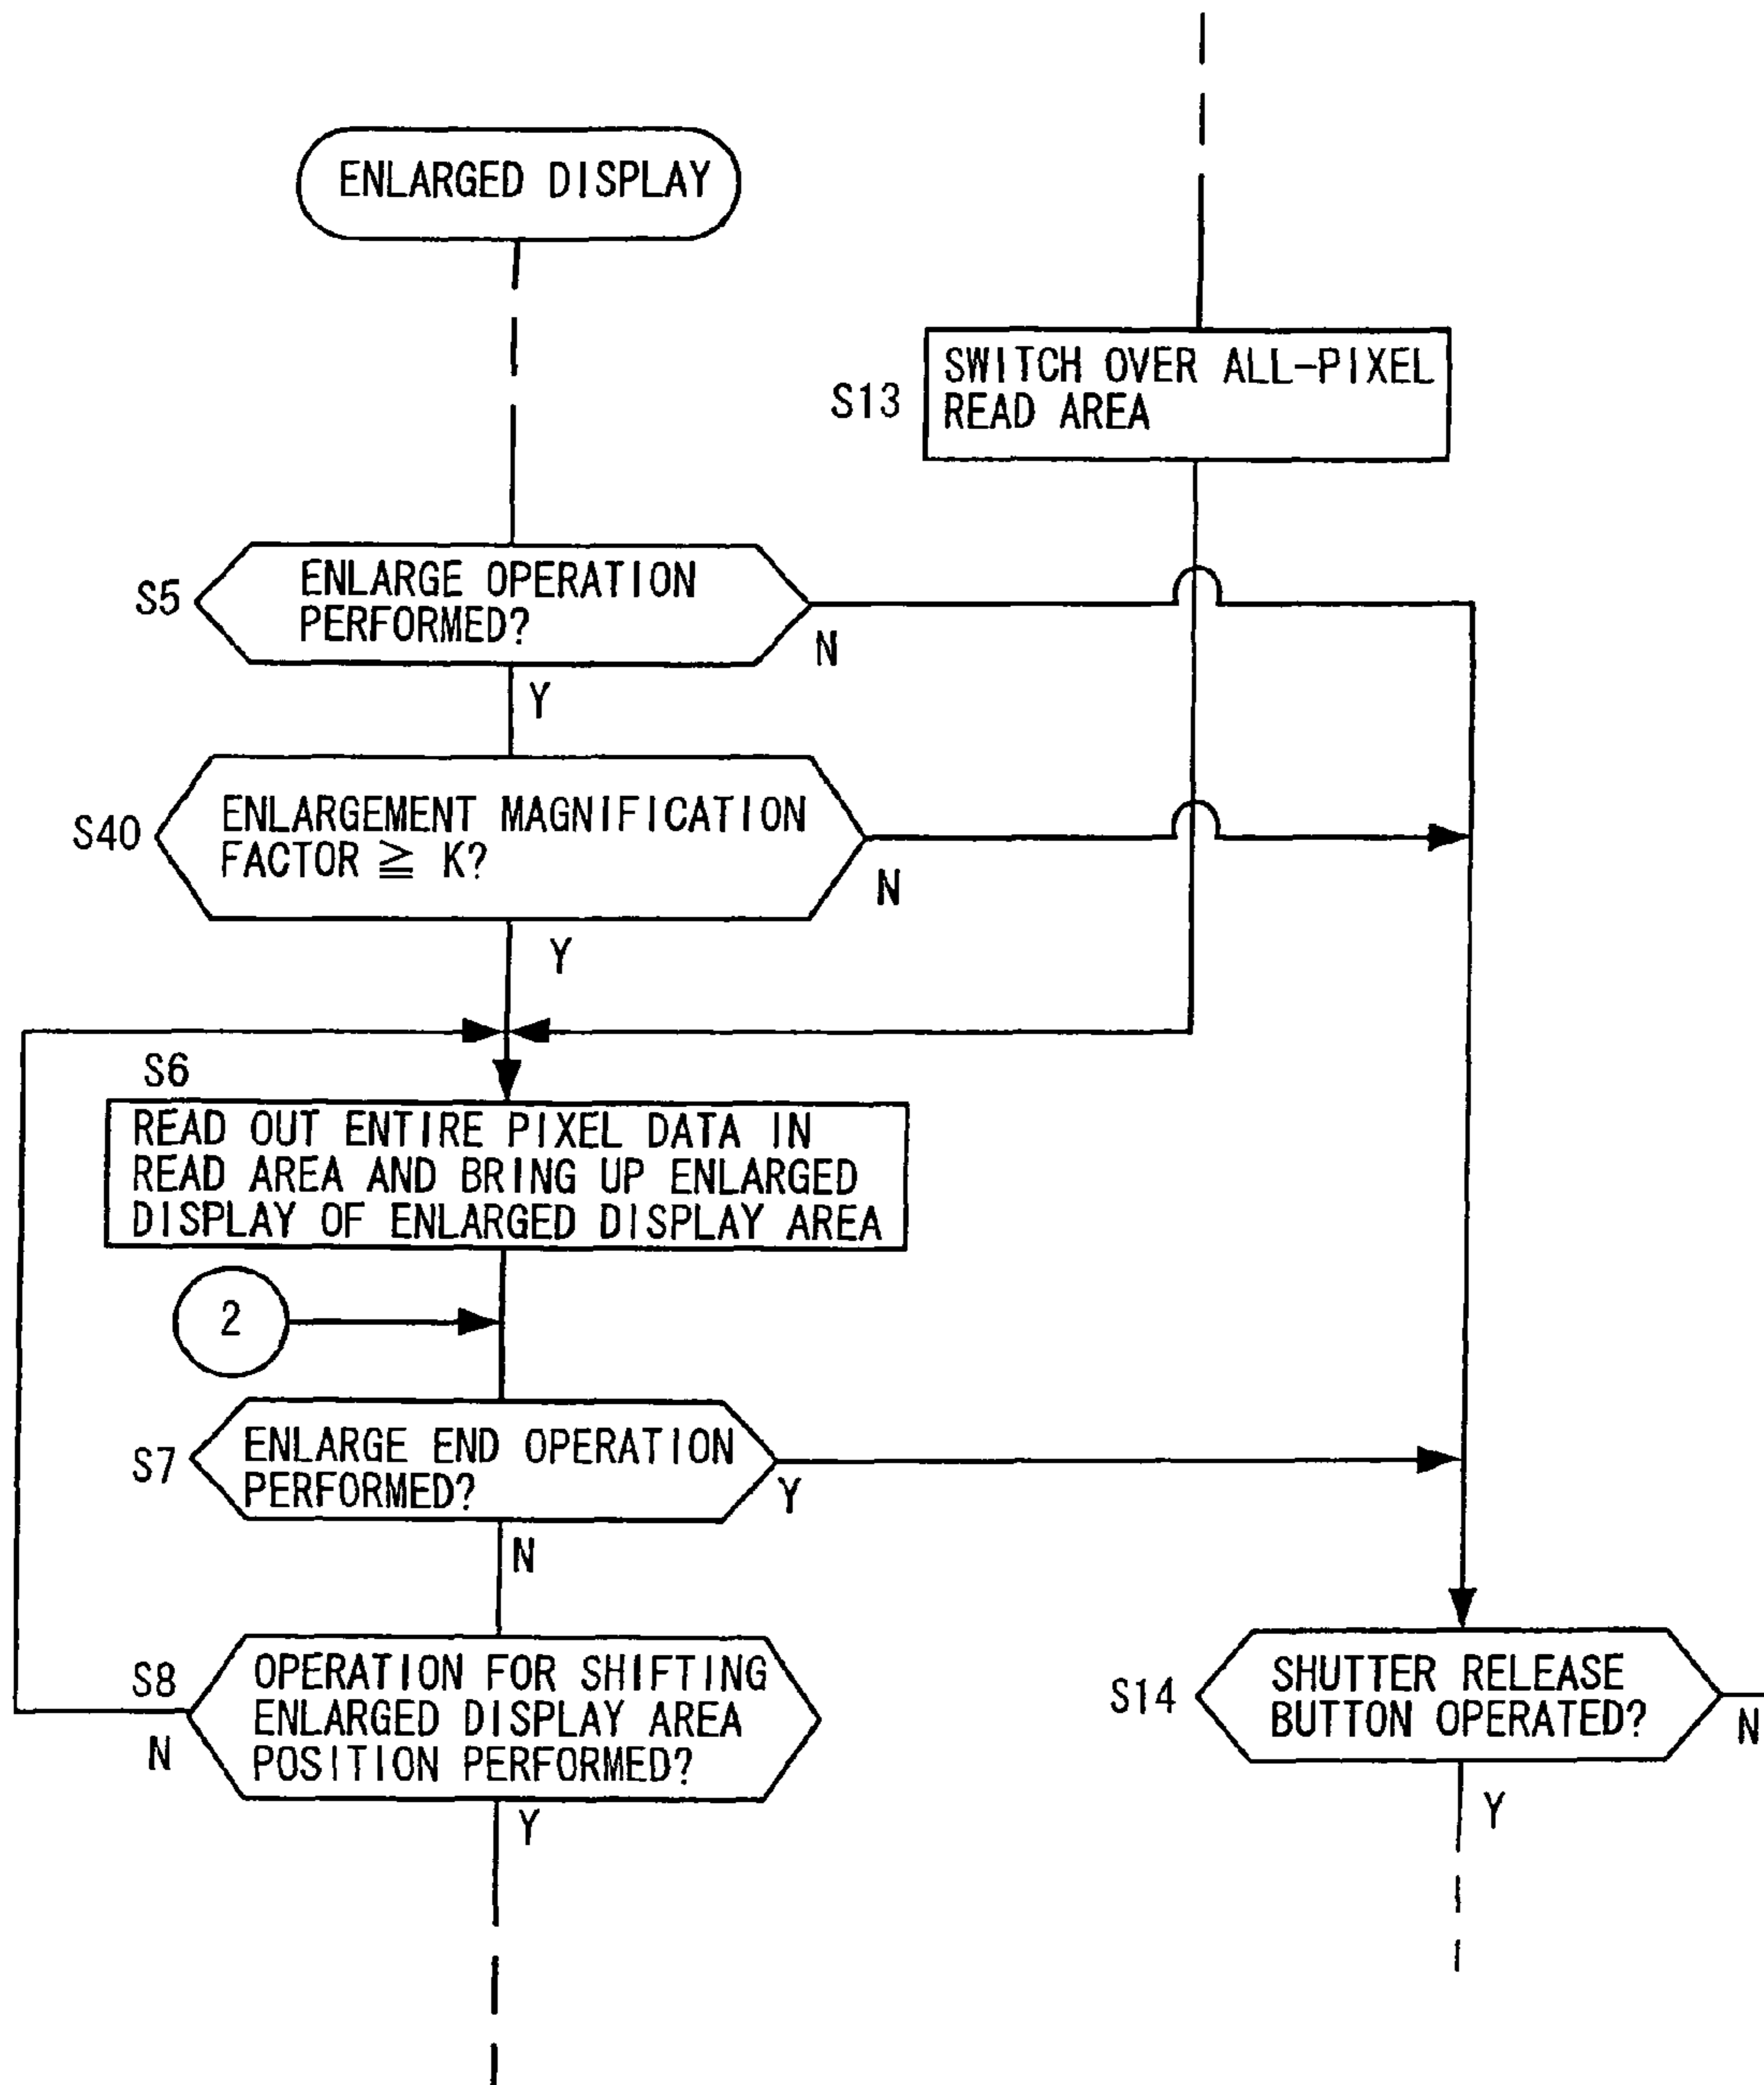 ENLARGED DISPLAY
S13
SWITCH OVER ALL-PIXEL
READ AREA
S5
ENLARGE OPERATION
PERFORMED?
N
Y
S40
ENLARGEMENT MAGNIFICATION
FACTOR ≧ K?
N
Y
S6
READ OUT ENTIRE PIXEL DATA IN
READ AREA AND BRING UP ENLARGED
DISPLAY OF ENLARGED DISPLAY AREA
2
S7
ENLARGE END OPERATION
PERFORMED?
Y
N
S8
OPERATION FOR SHIFTING
ENLARGED DISPLAY AREA
POSITION PERFORMED?
N
Y
S14
SHUTTER RELEASE
BUTTON OPERATED?
N
Y